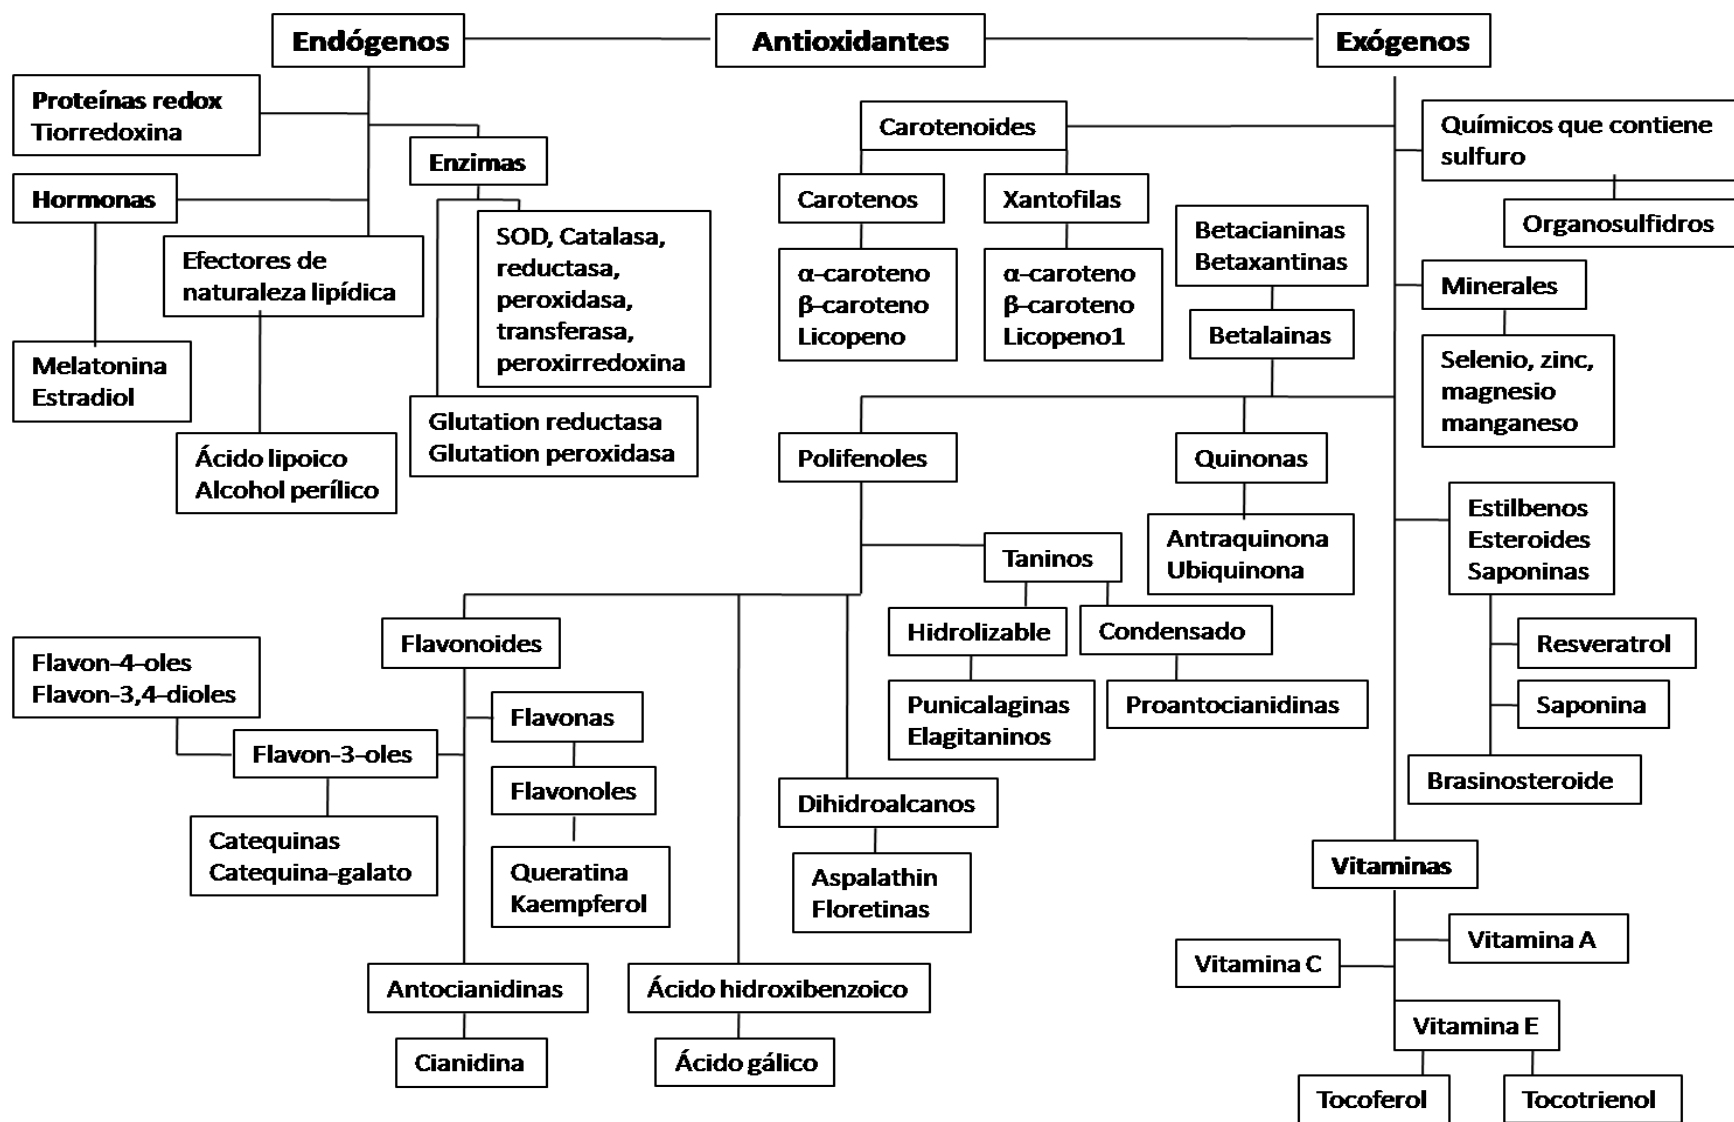 Endógenos
Antioxidantes
Exógenos
Proteínas redox
Tiorredoxina
Enzimas
Hormonas
Efectores de
naturaleza lipídica
SOD, Catalasa,
reductasa,
peroxidasa,
transferasa,
peroxirredoxina
Melatonina
Estradiol
Glutation reductasa
Glutation peroxidasa
Ácido lipoico
Alcohol perílico
Carotenoides
Carotenos
Xantofilas
α-caroteno
β-caroteno
Licopeno
α-caroteno
β-caroteno
Licopeno1
Betacianinas
Betaxantinas
Betalainas
Químicos que contiene
sulfuro
Organosulfidros
Minerales
Selenio, zinc,
magnesio
manganeso
Polifenoles
Quinonas
Antraquinona
Ubiquinona
Estilbenos
Esteroides
Saponinas
Resveratrol
Saponina
Brasinosteroide
Taninos
Hidrolizable
Condensado
Punicalaginas
Elagitaninos
Proantocianidinas
Flavonoides
Flavon-4-oles
Flavon-3,4-dioles
Flavon-3-oles
Flavonas
Flavonoles
Catequinas
Catequina-galato
Queratina
Kaempferol
Dihidroalcanos
Aspalathin
Floretinas
Antocianidinas
Cianidina
Ácido hidroxibenzoico
Ácido gálico
Vitaminas
Vitamina A
Vitamina C
Vitamina E
Tocoferol
Tocotrienol